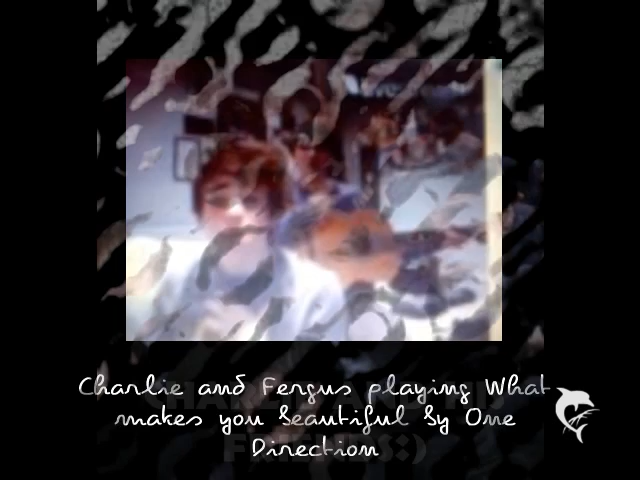 Charlie and Fergus playing What
makes you beautiful by One
Direction